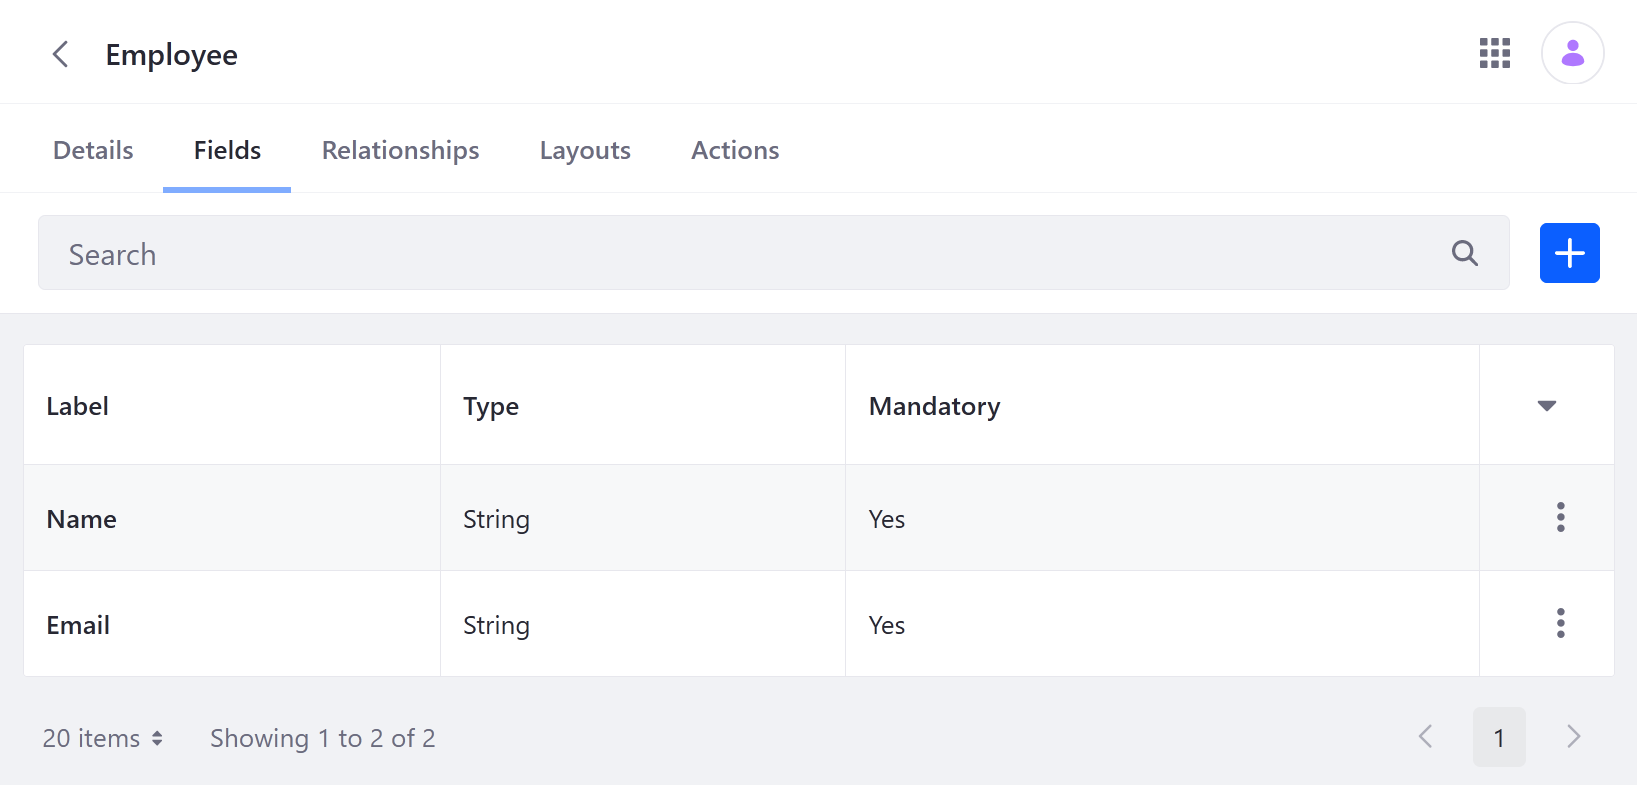 Employee
Details Fields Relationships Layouts Actions
Search
Label Type Mandatory
Name String Yes
Email String Yes
20 items Showing 1 to 2 of 2 1